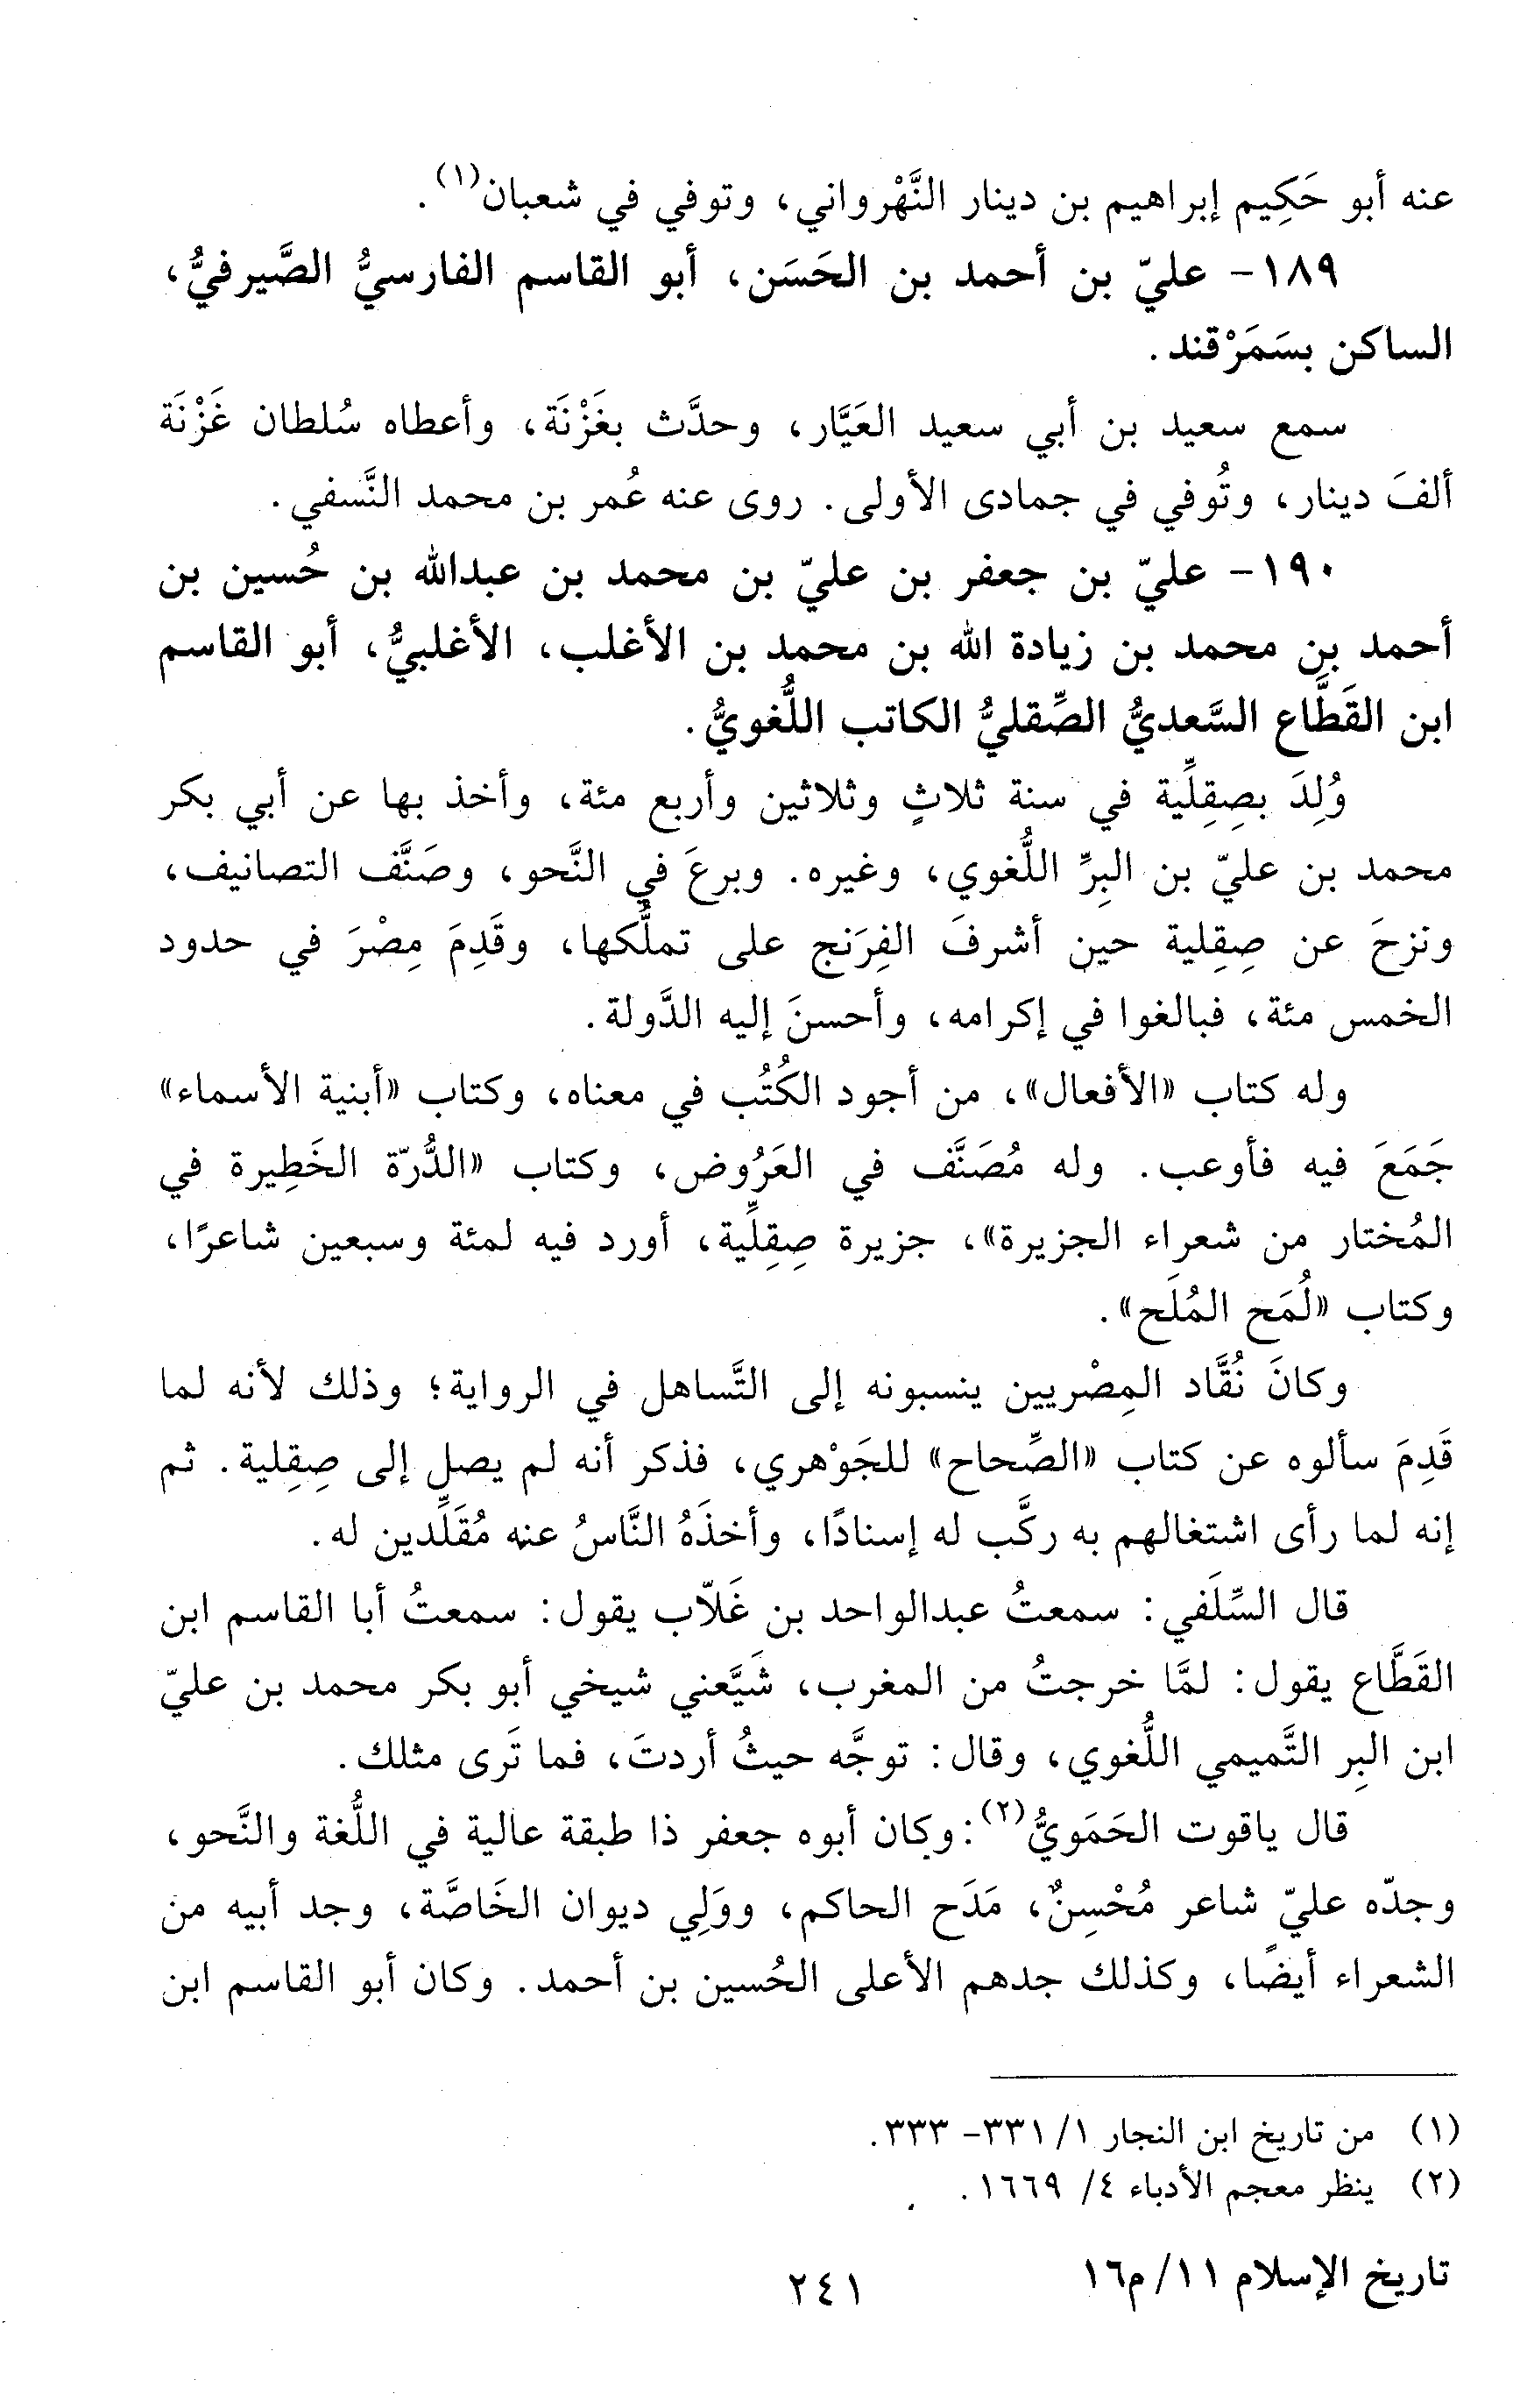 عنه أبو حَكِيم إبراهيم بن دينار النَّهْرواني، وتوفي في شعبان(١).
١٨٩- عليّ بن أحمد بن الحَسَن، أبو القاسم الفارسيُّ الصَّيرفيُّ،
الساكن بسَمَرْقند.
سمع سعيد بن أبي سعيد العَيَّار، وحدَّث بغَزْنَة، وأعطاه سُلطان غَزْنَة
ألفَ دينار، وتُوفي في جمادى الأولى. روى عنه عُمر بن محمد النَّسفي.
١٩٠- عليّ بن جعفر بن عليّ بن محمد بن عبدالله بن حُسين بن
أحمد بن محمد بن زيادة الله بن محمد بن الأغلب، الأغلبيُّ، أبو القاسم
ابن القَطَّاع السَّعديُّ الصِّقليُّ الكاتب اللُّغويُّ.
وُلِدَ بصِقِلِّية في سنة ثلاثٍ وثلاثين وأربع مئة، وأخذ بها عن أبي بكر
محمد بن عليّ بن البِرِّ اللُّغوي، وغيره. وبرعَ في النَّحو، وصَنَّف التصانيف،
ونزحَ عن صِقِلية حين أشرفَ الفِرَنج على تملُّكها، وقَدِمَ مِصْرَ في حدود
الخمس مئة، فبالغوا في إكرامه، وأحسنَ إليه الدَّولة.
وله كتاب «الأفعال»، من أجود الكُتُب في معناه، وكتاب «أبنية الأسماء»
جَمَعَ فيه فأوعب. وله مُصَنَّف في العَرُوض، وكتاب «الدُّرّة الخَطِيرة في
المُختار من شعراء الجزيرة»، جزيرة صِقِلِّية، أورد فيه لمئة وسبعين شاعرًا،
وكتاب «لُمَح المُلَح».
وكانَ نُقَّاد المِصْريين ينسبونه إلى التَّساهل في الرواية؛ وذلك لأنه لما
قَدِمَ سألوه عن كتاب «الصِّحاح» للجَوْهري، فذكر أنه لم يصل إلى صِقِلية. ثم
إنه لما رأى اشتغالهم به ركَّب له إسنادًا، وأخذَهُ النَّاسُ عنه مُقَلِّدين له.
قال السِّلَفي: سمعتُ عبدالواحد بن غَلاّب يقول: سمعتُ أبا القاسم ابن
القَطَّاع يقول: لمَّا خرجتُ من المغرب، شَيَّعني شيخي أبو بكر محمد بن عليّ
ابن البِر التَّميمي اللُّغوي، وقال: توجَّه حيثُ أردتَ، فما تَرى مثلك.
قال ياقوت الحَمَويُّ(٢): وكان أبوه جعفر ذا طبقة عالية في اللُّغة والنَّحو،
وجدّه عليّ شاعر مُحْسِنٌ، مَدَح الحاكم، ووَلِي ديوان الخَاصَّة، وجد أبيه من
الشعراء أيضًا، وكذلك جدهم الأعلى الحُسين بن أحمد. وكان أبو القاسم ابن
(١) من تاريخ ابن النجار ١/ ٣٣١- ٣٣٣.
(٢) ينظر معجم الأدباء ٤/ ١٦٦٩.
تاريخ الإسلام ١١/ م١٦
٢٤١